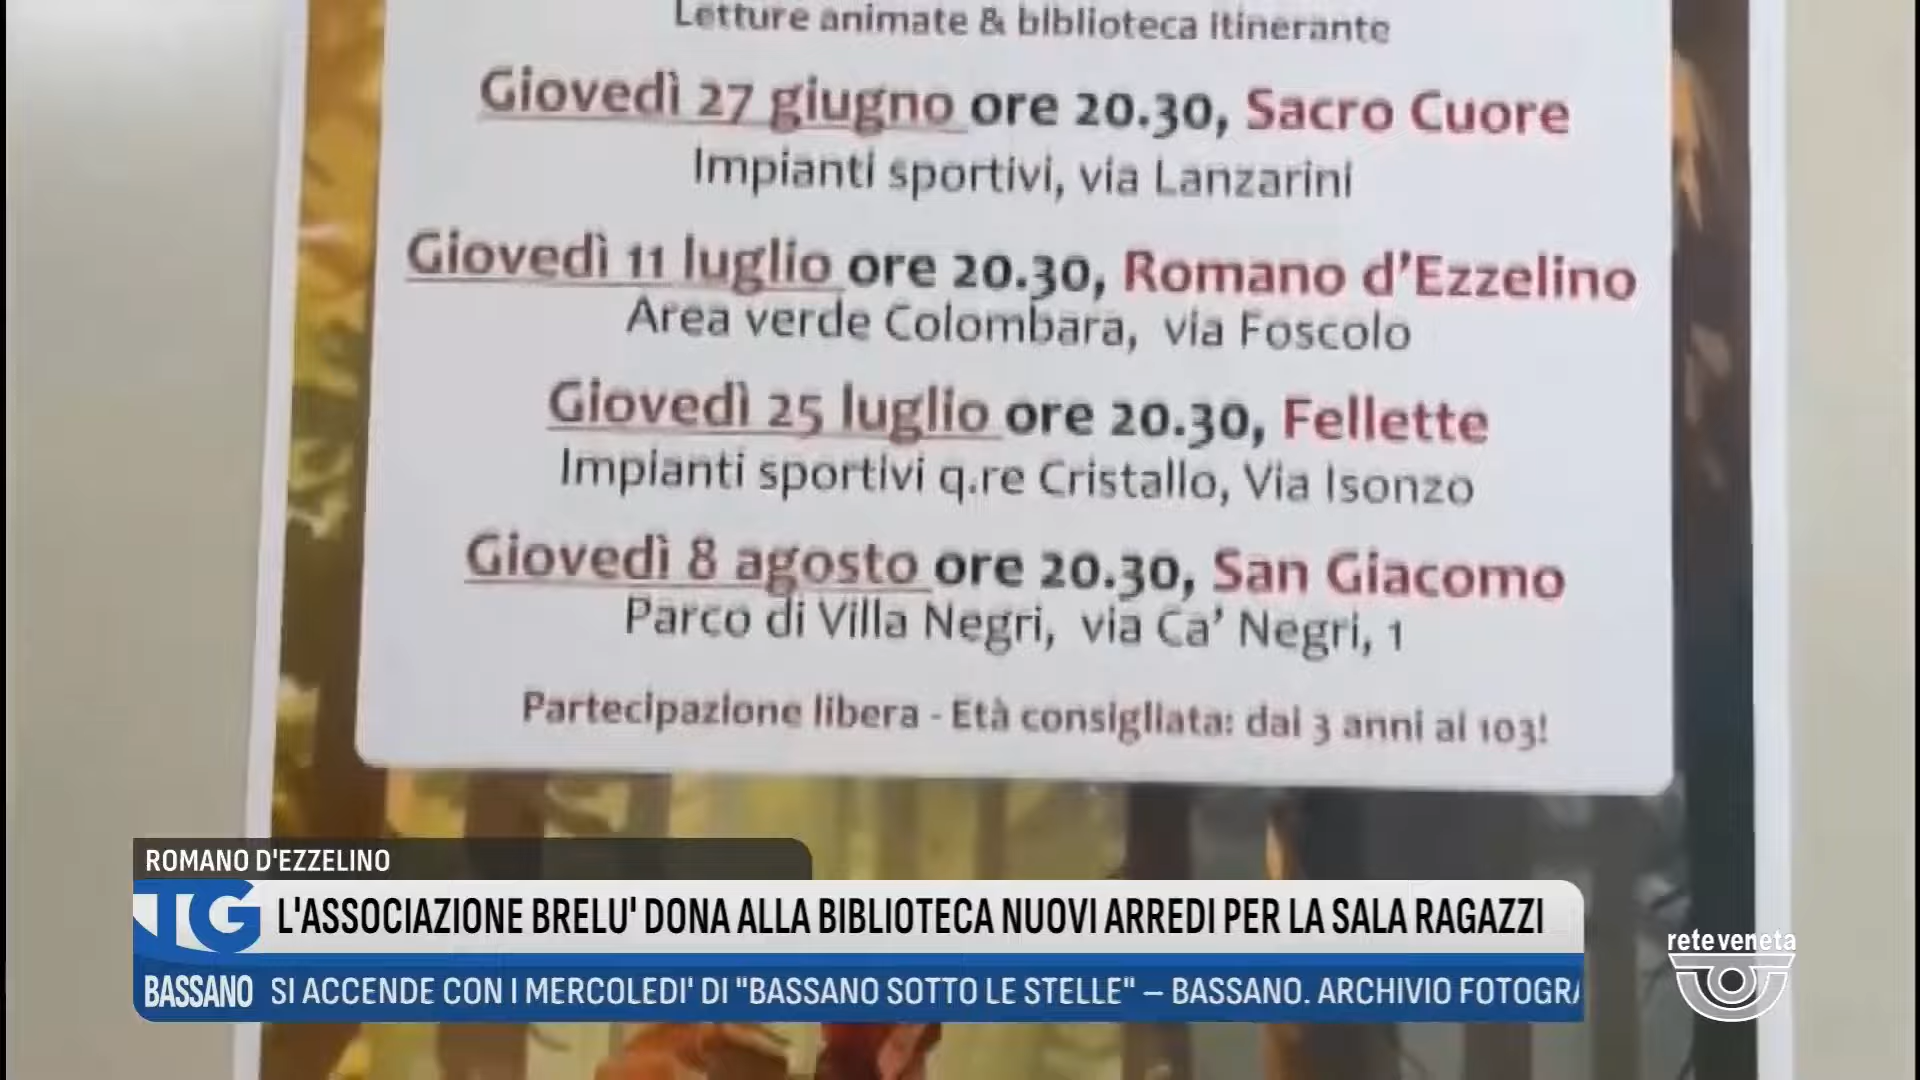 Letture animate & biblioteca itinerante
Giovedì 27 giugno ore 20.30, Sacro Cuore
Impianti sportivi, via Lanzarini
Giovedì 11 luglio ore 20.30, Romano d'Ezzelino
Area verde Colombara, via Foscolo
Giovedì 25 luglio ore 20.30, Fellette
Impianti sportivi q.re Cristallo, Via Isonzo
Giovedì 8 agosto ore 20.30, San Giacomo
Parco di Villa Negri, via Ca' Negri, 1
Partecipazione libera - Età consigliata: dai 3 anni ai 103!
ROMANO D'EZZELINO
TG L'ASSOCIAZIONE BRELU' DONA ALLA BIBLIOTECA NUOVI ARREDI PER LA SALA RAGAZZI
BASSANO SI ACCENDE CON I MERCOLEDI' DI "BASSANO SOTTO LE STELLE" – BASSANO. ARCHIVIO FOTOGRA
reteveneta